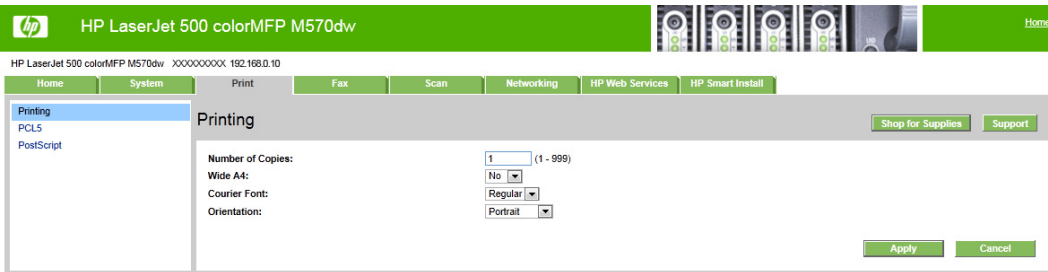 hp
HP LaserJet 500 colorMFP M570dw
Home
HP LaserJet 500 colorMFP M570dw XXXXXXXXX 192.168.0.10
Home System Print Fax Scan Networking HP Web Services HP Smart Install
Printing
PCL5
PostScript
Printing
Shop for Supplies Support
Number of Copies: 1 (1 - 999)
Wide A4: No
Courier Font: Regular
Orientation: Portrait
Apply Cancel